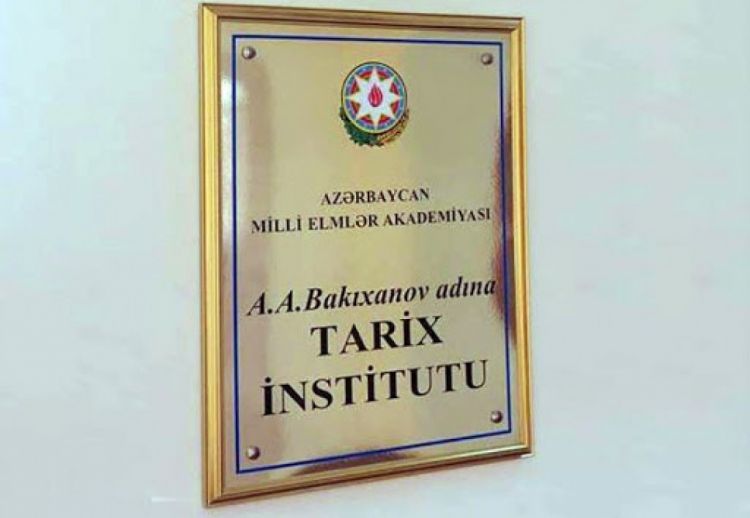 AZƏRBAYCAN
MİLLİ ELMLƏR AKADEMİYASI
A.A.Bakıxanov adına
TARİX
İNSTİTUTU